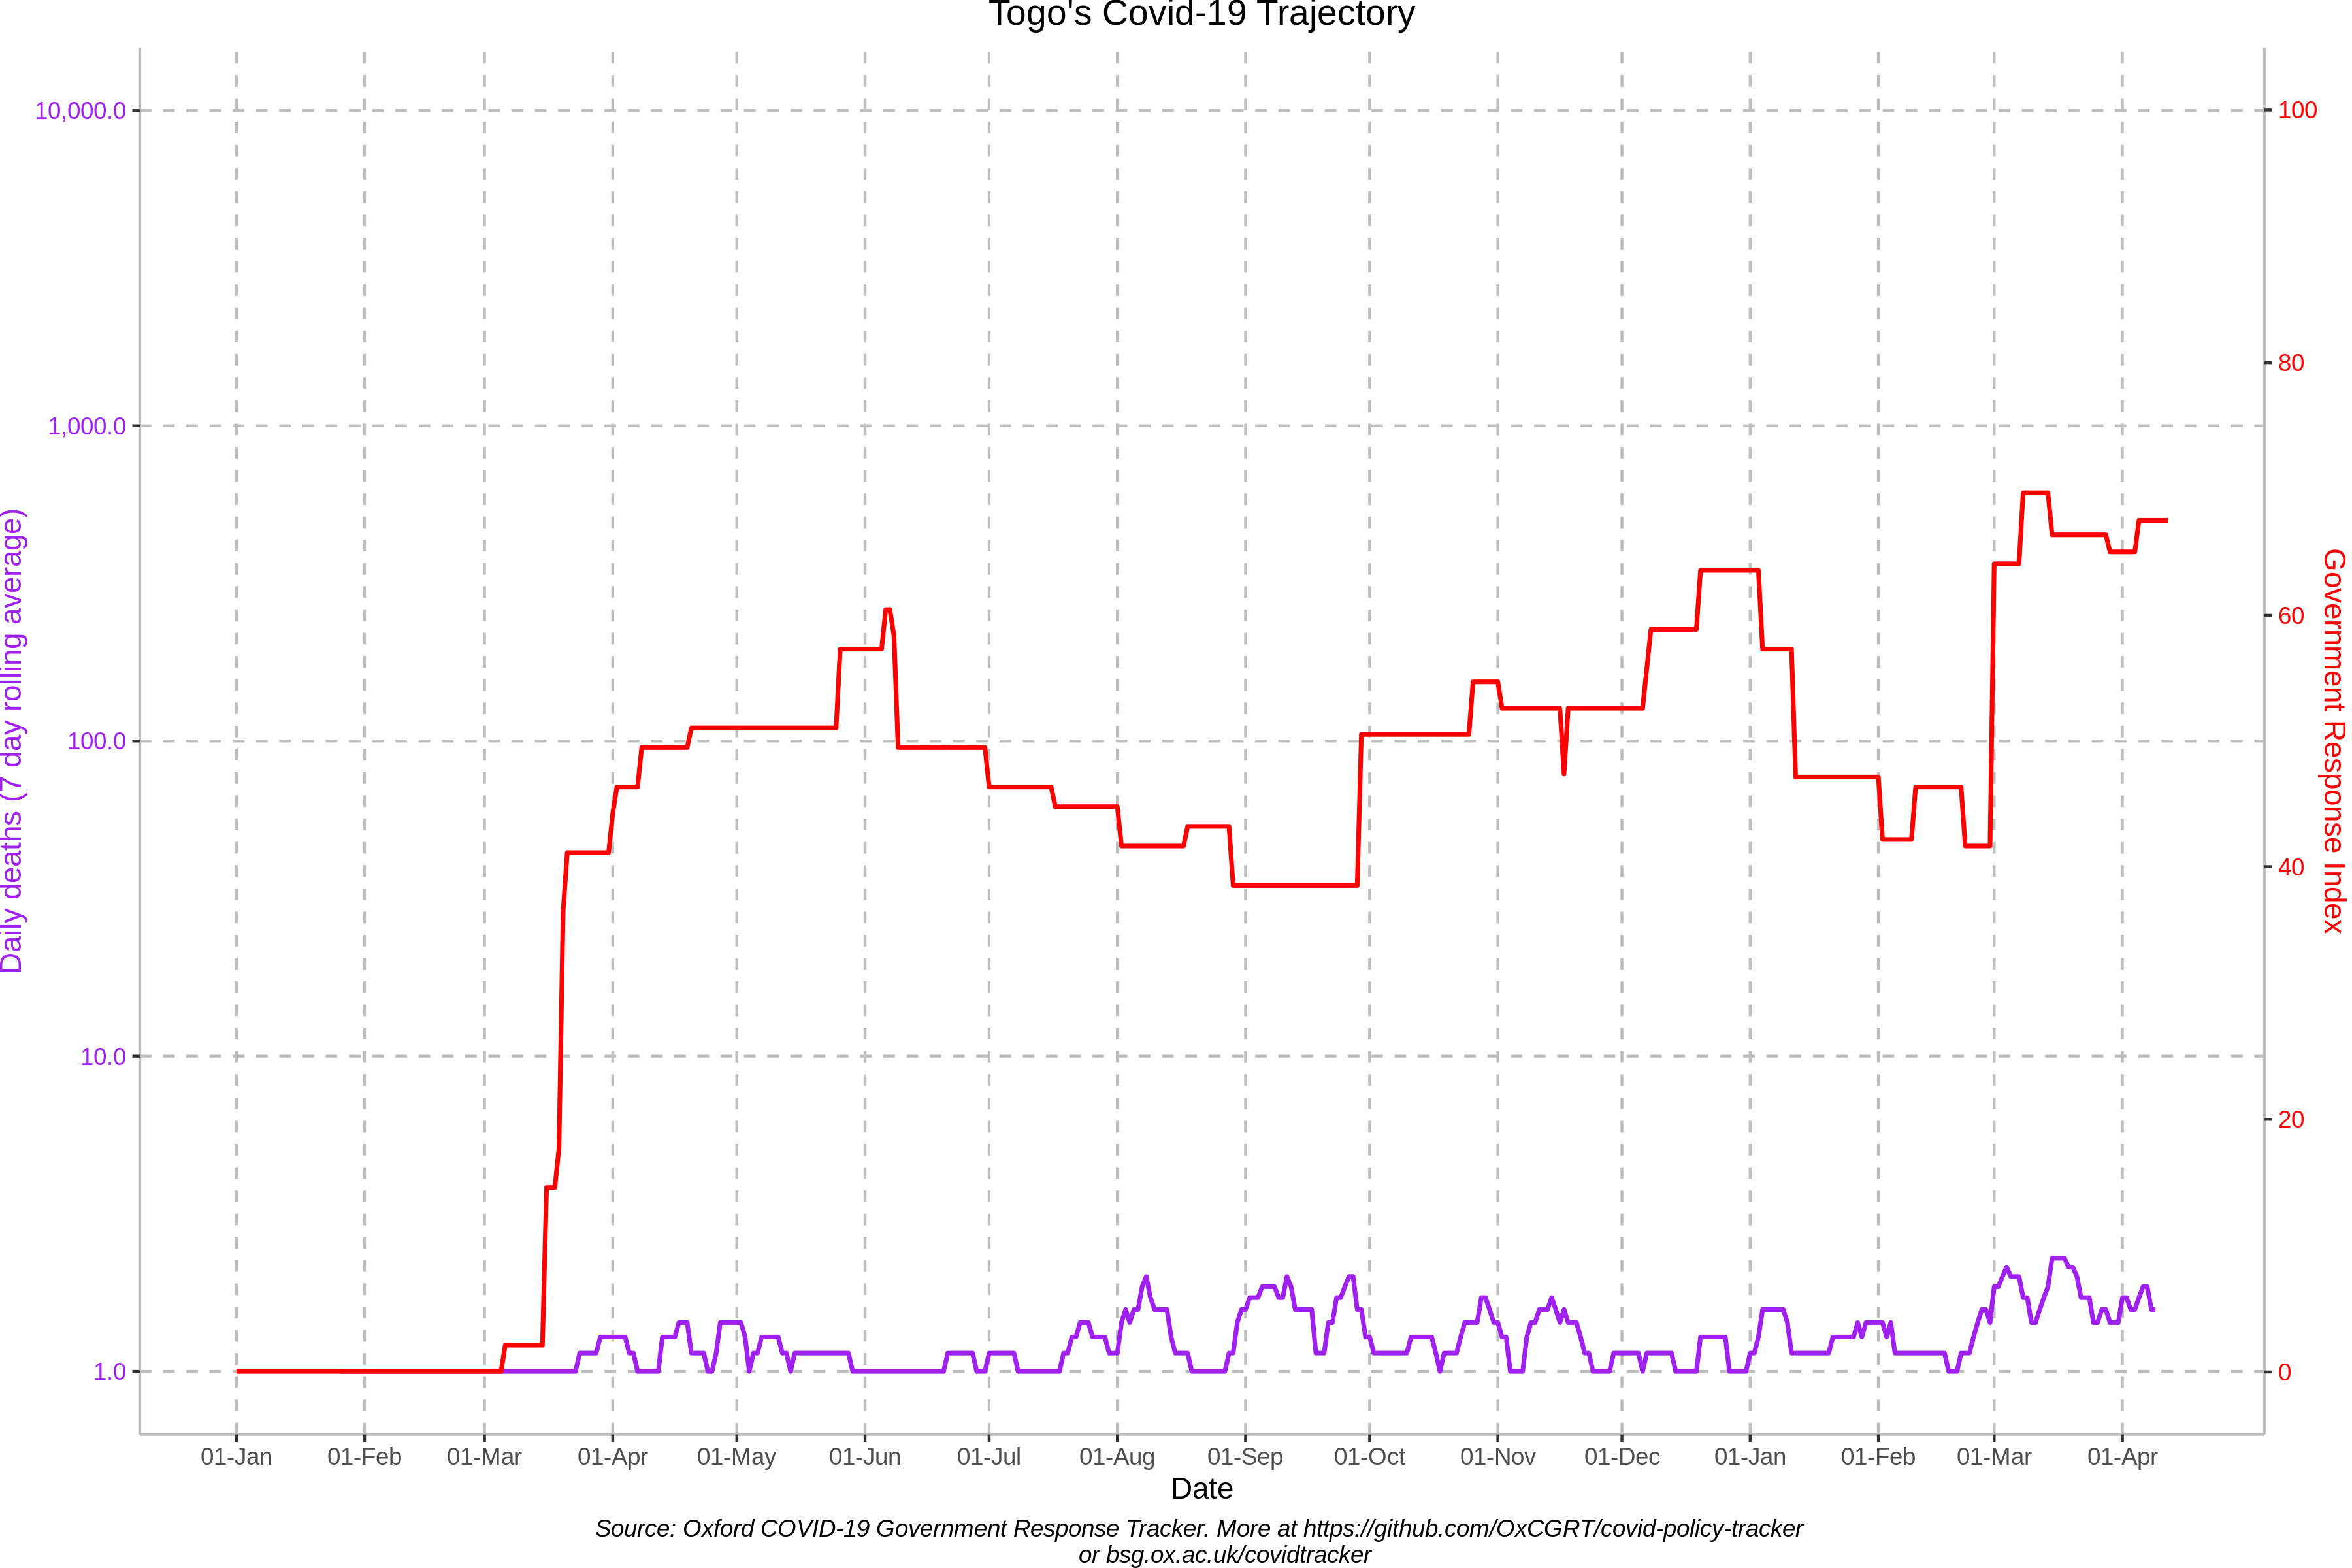 Togo's Covid-19 Trajectory
10,000.0
1,000.0
100.0
10.0
1.0
Daily deaths (7 day rolling average)
100
80
60
40
20
0
Government Response Index
01-Jan 01-Feb 01-Mar 01-Apr 01-May 01-Jun 01-Jul 01-Aug 01-Sep 01-Oct 01-Nov 01-Dec 01-Jan 01-Feb 01-Mar 01-Apr
Date
Source: Oxford COVID-19 Government Response Tracker. More at https://github.com/OxCGRT/covid-policy-tracker
or bsg.ox.ac.uk/covidtracker